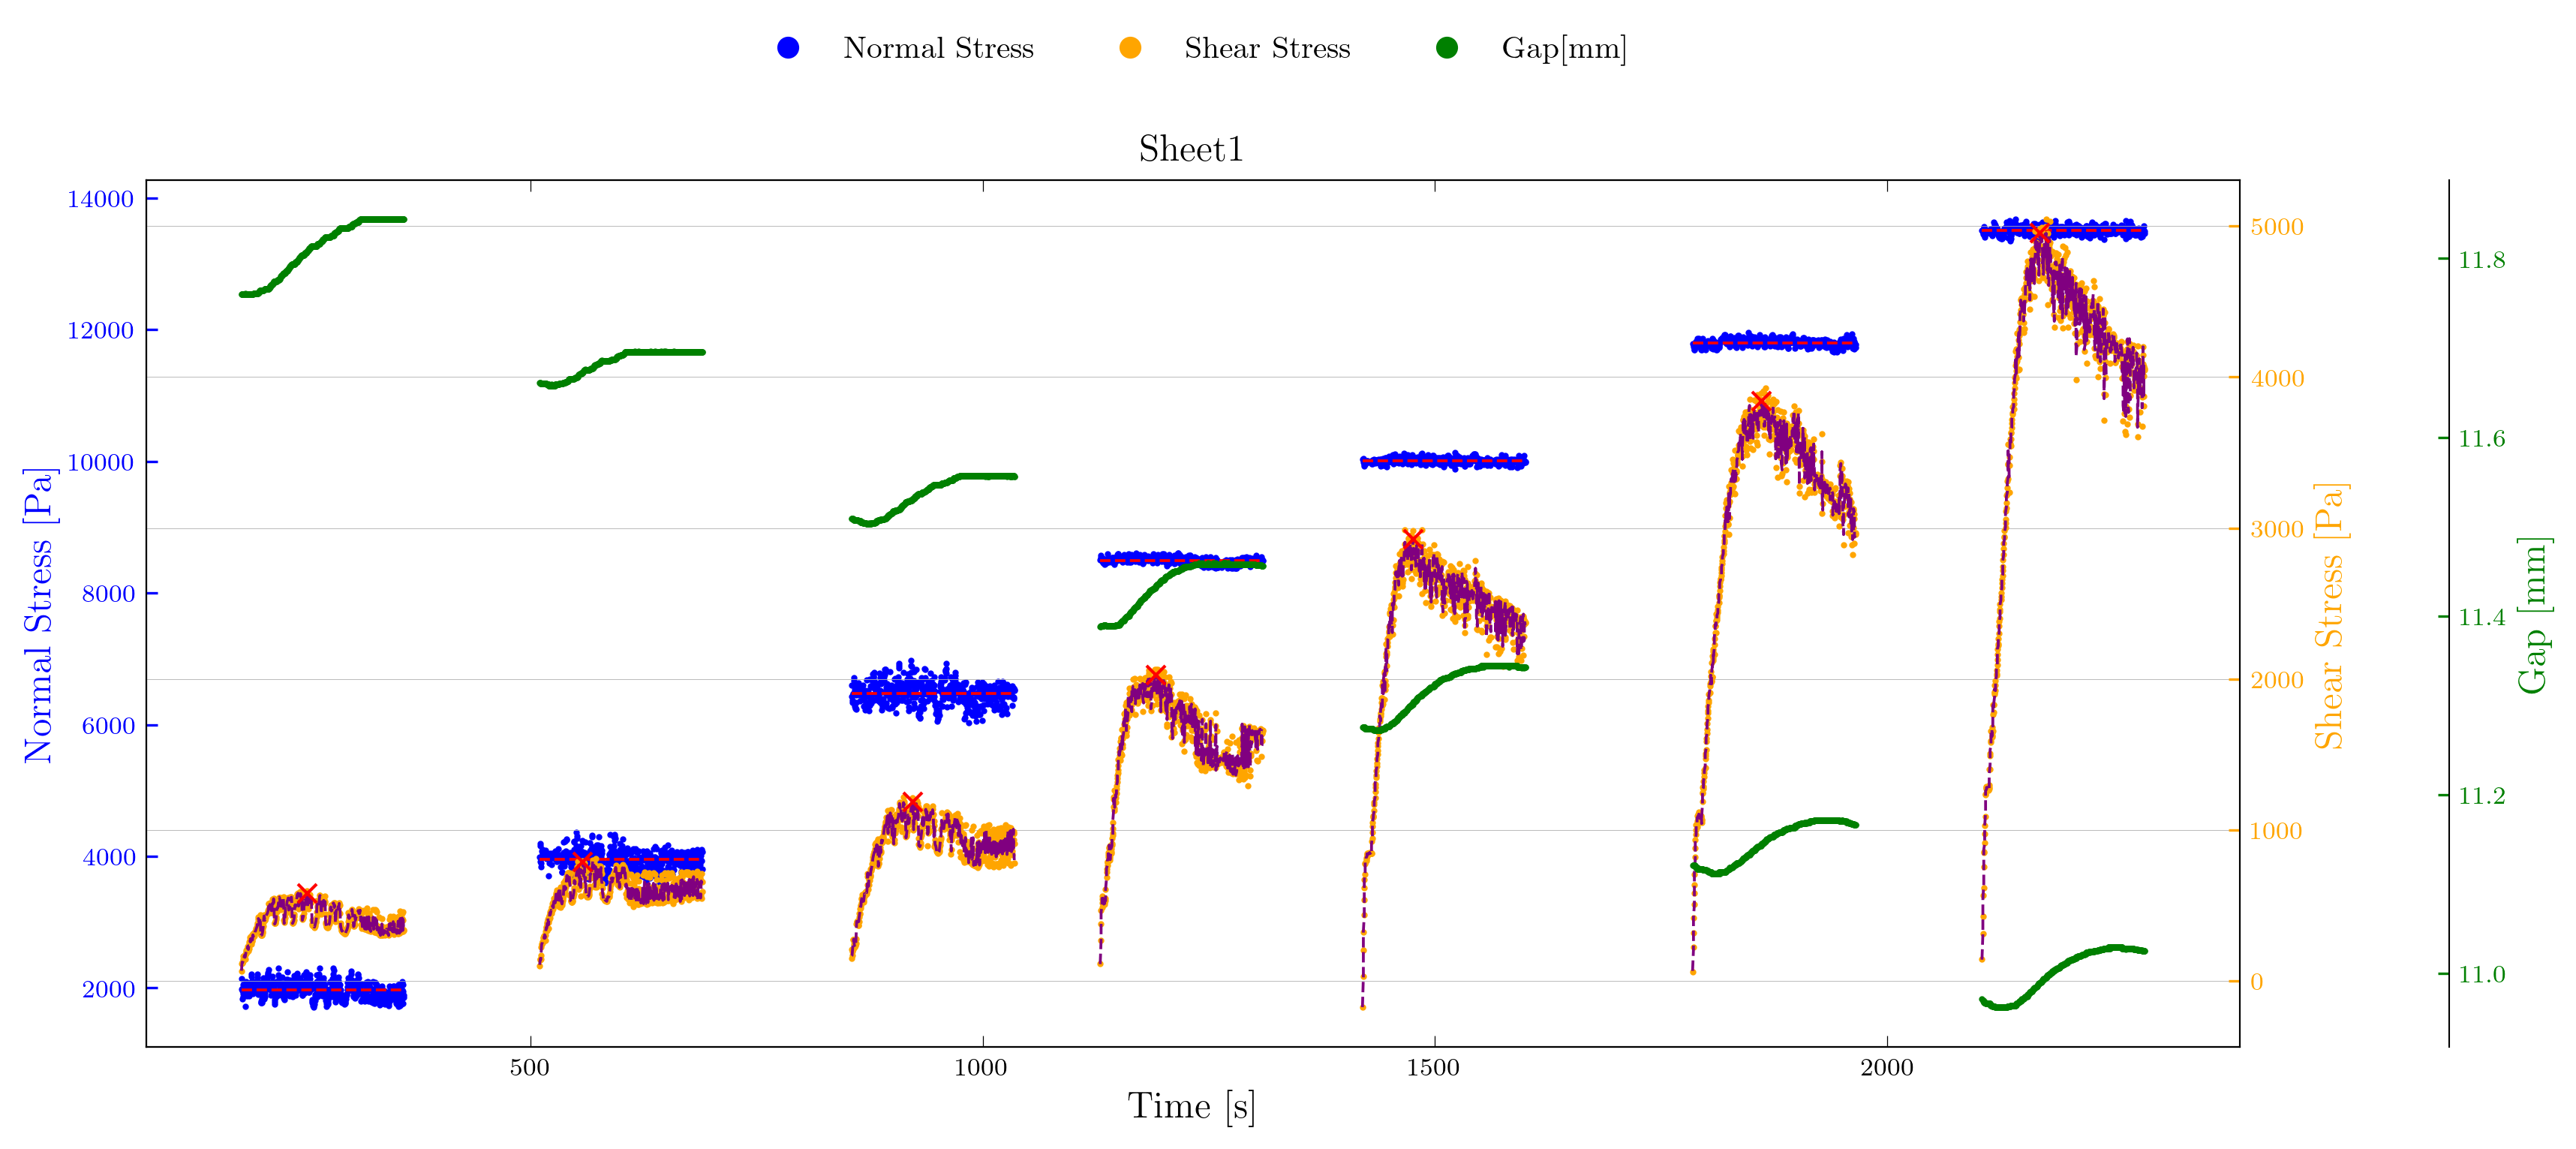 Normal Stress
Shear Stress
Gap[mm]
Sheet1
14000
12000
10000
8000
6000
4000
2000
Normal Stress [Pa]
5000
4000
3000
2000
1000
0
Shear Stress [Pa]
11.8
11.6
11.4
11.2
11.0
Gap [mm]
500
1000
1500
2000
Time [s]